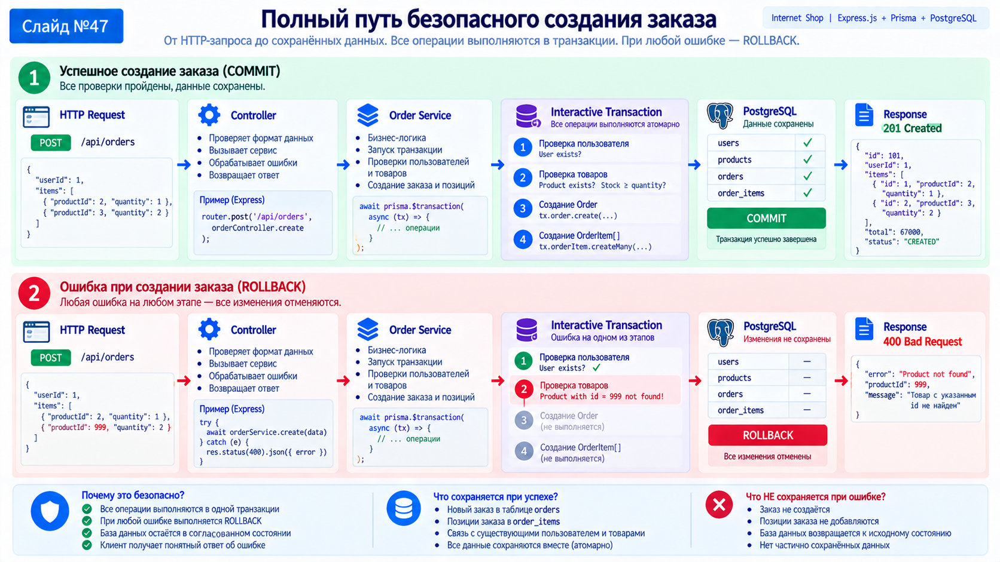 Слайд №47
Полный путь безопасного создания заказа
Internet Shop | Express.js + Prisma + PostgreSQL
От HTTP-запроса до сохранённых данных. Все операции выполняются в транзакции. При любой ошибке — ROLLBACK.
1
Успешное создание заказа (COMMIT)
Все проверки пройдены, данные сохранены.
HTTP Request
POST /api/orders
{
"userId": 1,
"items": [
{ "productId": 2, "quantity": 1 },
{ "productId": 3, "quantity": 2 }
]
}
Controller
• Проверяет формат данных
• Вызывает сервис
• Обрабатывает ошибки
• Возвращает ответ
Пример (Express)
router.post('/api/orders',
orderController.create
);
Order Service
• Бизнес-логика
• Запуск транзакции
• Проверки пользователей
и товаров
• Создание заказа и позиций
await prisma.$transaction(
async (tx) => {
// ... операции
}
);
Interactive Transaction
Все операции выполняются атомарно
1 Проверка пользователя
User exists?
2 Проверка товаров
Product exists? Stock ≥ quantity?
3 Создание Order
tx.order.create(...)
4 Создание OrderItem[]
tx.orderItem.createMany(...)
PostgreSQL
Данные сохранены
users ✓
products ✓
orders ✓
order_items ✓
COMMIT
Транзакция успешно завершена
Response
201 Created
{
"id": 101,
"userId": 1,
"items": [
{ "id": 1, "productId": 2,
"quantity": 1 },
{ "id": 2, "productId": 3,
"quantity": 2 }
],
"total": 67000,
"status": "CREATED"
}
2
Ошибка при создании заказа (ROLLBACK)
Любая ошибка на любом этапе — все изменения отменяются.
HTTP Request
POST /api/orders
{
"userId": 1,
"items": [
{ "productId": 2, "quantity": 1 },
{ "productId": 999, "quantity": 2 }
]
}
Controller
• Проверяет формат данных
• Вызывает сервис
• Обрабатывает ошибки
• Возвращает ответ
Пример (Express)
try {
await orderService.create(data)
} catch (e) {
res.status(400).json({ error })
}
Order Service
• Бизнес-логика
• Запуск транзакции
• Проверки пользователей
и товаров
• Создание заказа и позиций
await prisma.$transaction(
async (tx) => {
// ... операции
}
);
Interactive Transaction
Ошибка на одном из этапов
1 Проверка пользователя
User exists? ✓
2 Проверка товаров
Product with id = 999 not found!
3 Создание Order
(не выполняется)
4 Создание OrderItem[]
(не выполняется)
PostgreSQL
Изменения не сохранены
users —
products —
orders —
order_items —
ROLLBACK
Все изменения отменены
Response
400 Bad Request
{
"error": "Product not found",
"productId": 999,
"message": "Товар с указанным
id не найден"
}
Почему это безопасно?
Все операции выполняются в одной транзакции
При любой ошибке выполняется ROLLBACK
База данных остаётся в согласованном состоянии
Клиент получает понятный ответ об ошибке
Что сохраняется при успехе?
• Новый заказ в таблице orders
• Позиции заказа в order_items
• Связь с существующими пользователем и товарами
• Все данные сохраняются вместе (атомарно)
Что НЕ сохраняется при ошибке?
• Заказ не создаётся
• Позиции заказа не добавляются
• База данных возвращается к исходному состоянию
• Нет частично сохранённых данных